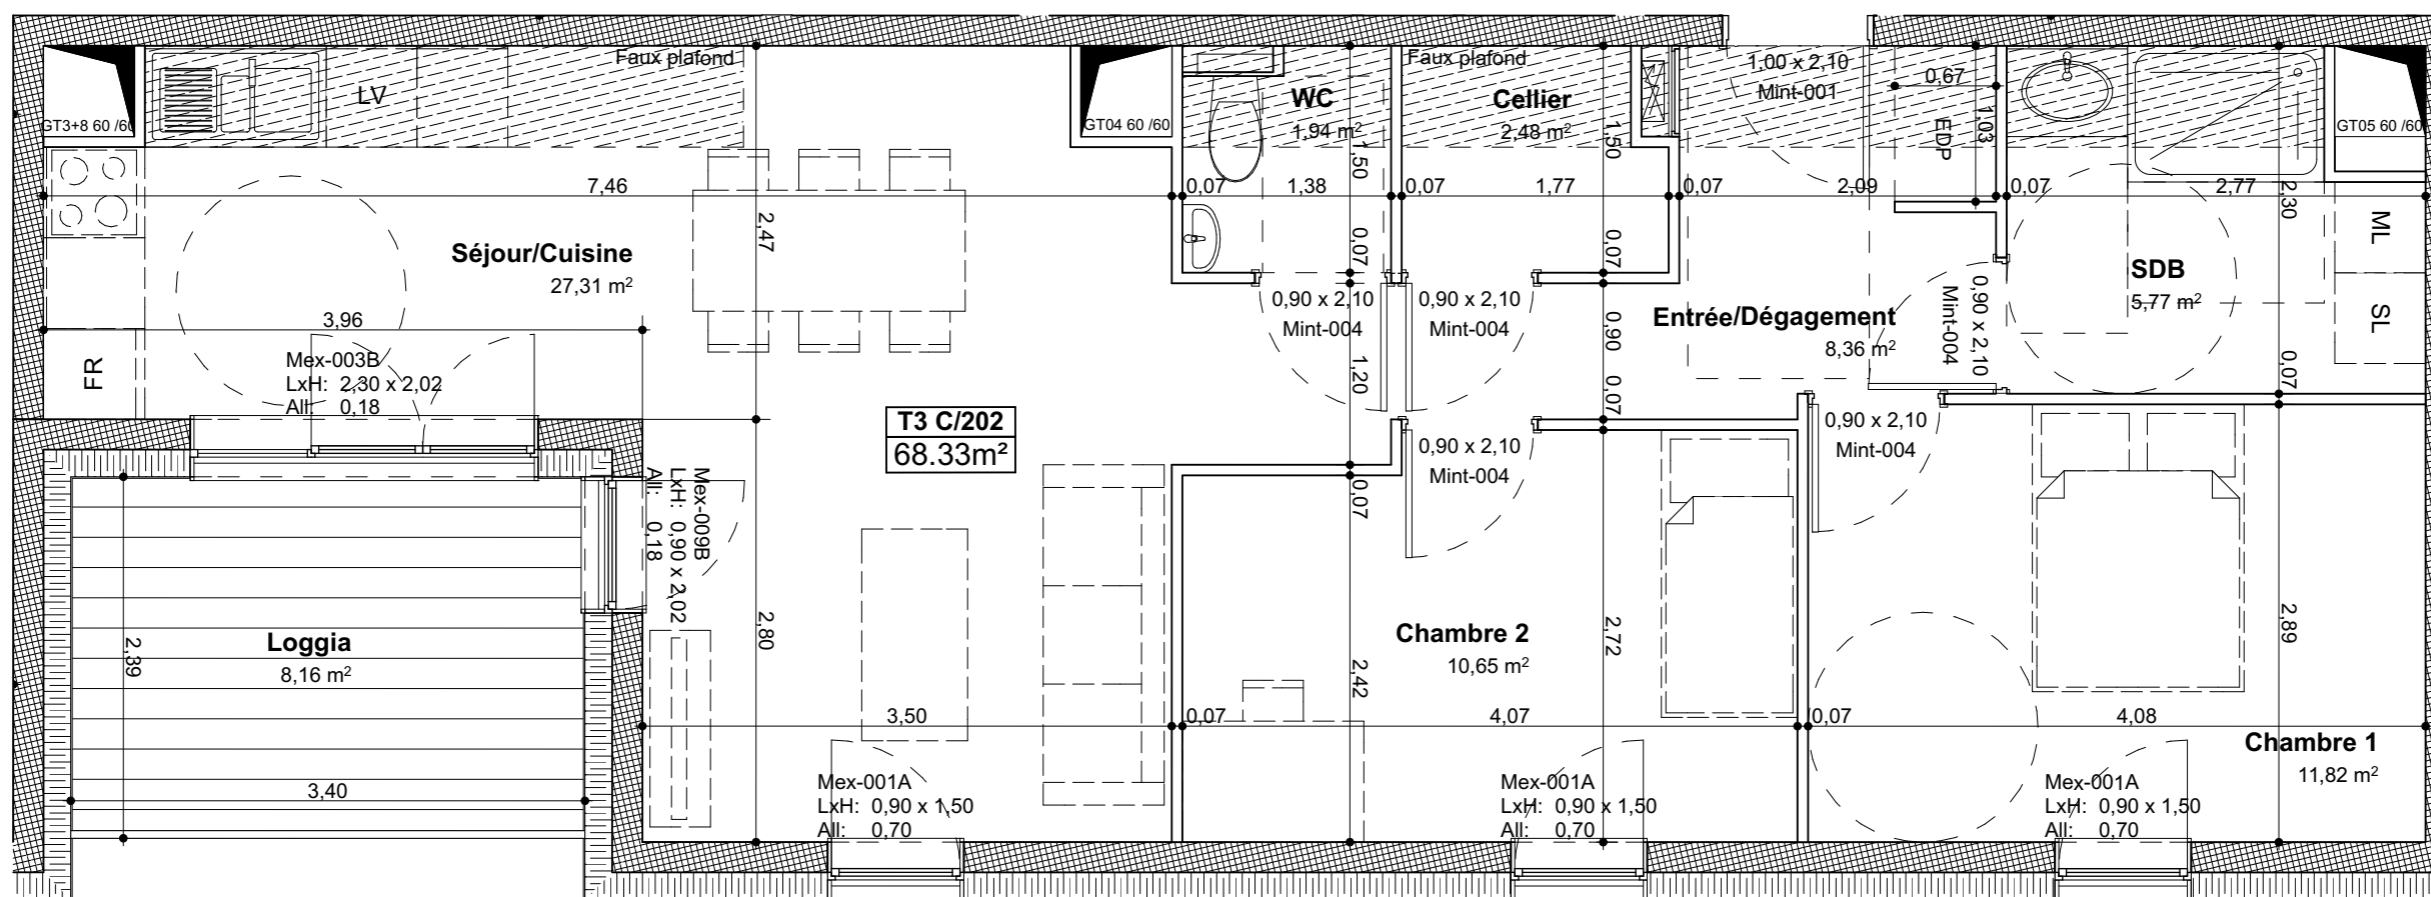 Faux plafond
Faux plafond
LV
WC
1,94 m²
Cellier
2,48 m²
1,00 x 2,10
Mint-001
0,67
1,03
EDP
GT3+8 60 /60
GT04 60 /60
GT05 60 /60
1,50
1,50
7,46
0,07
1,38
0,07
1,77
0,07
2,09
0,07
2,77
2,30
2,47
0,07
0,07
ML
SL
Séjour/Cuisine
27,31 m²
SDB
5,77 m²
0,90 x 2,10
Mint-004
0,90 x 2,10
Mint-004
0,90 x 2,10
Mint-004
Entrée/Dégagement
8,36 m²
3,96
0,90
1,20
0,07
0,07
FR
Mex-003B
LxH: 2,30 x 2,02
All: 0,18
T3 C/202
68.33m²
0,90 x 2,10
Mint-004
0,90 x 2,10
Mint-004
Mex-009B
LxH: 0,90 x 2,02
All: 0,18
0,07
Loggia
8,16 m²
2,39
2,80
Chambre 2
10,65 m²
2,42
2,72
2,89
3,50
0,07
4,07
0,07
4,08
Chambre 1
11,82 m²
3,40
Mex-001A
LxH: 0,90 x 1,50
All: 0,70
Mex-001A
LxH: 0,90 x 1,50
All: 0,70
Mex-001A
LxH: 0,90 x 1,50
All: 0,70